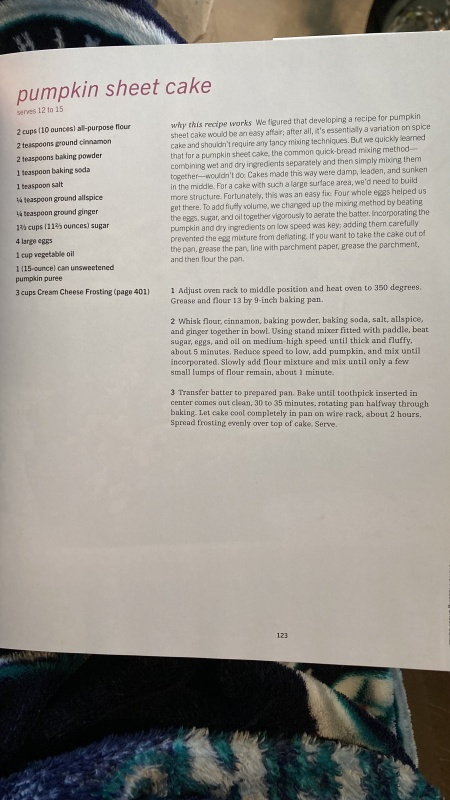 pumpkin sheet cake
serves 12 to 15
2 cups (10 ounces) all-purpose flour
2 teaspoons ground cinnamon
2 teaspoons baking powder
1 teaspoon baking soda
1 teaspoon salt
¼ teaspoon ground allspice
¼ teaspoon ground ginger
1⅔ cups (11⅔ ounces) sugar
4 large eggs
1 cup vegetable oil
1 (15-ounce) can unsweetened
pumpkin puree
3 cups Cream Cheese Frosting (page 401)
why this recipe works We figured that developing a recipe for pumpkin
sheet cake would be an easy affair; after all, it's essentially a variation on spice
cake and shouldn't require any fancy mixing techniques. But we quickly learned
that for a pumpkin sheet cake, the common quick-bread mixing method—
combining wet and dry ingredients separately and then simply mixing them
together—wouldn't do: Cakes made this way were damp, leaden, and sunken
in the middle. For a cake with such a large surface area, we'd need to build
more structure. Fortunately, this was an easy fix: Four whole eggs helped us
get there. To add fluffy volume, we changed up the mixing method by beating
the eggs, sugar, and oil together vigorously to aerate the batter. Incorporating the
pumpkin and dry ingredients on low speed was key; adding them carefully
prevented the egg mixture from deflating. If you want to take the cake out of
the pan, grease the pan, line with parchment paper, grease the parchment,
and then flour the pan.
1 Adjust oven rack to middle position and heat oven to 350 degrees.
Grease and flour 13 by 9-inch baking pan.
2 Whisk flour, cinnamon, baking powder, baking soda, salt, allspice,
and ginger together in bowl. Using stand mixer fitted with paddle, beat
sugar, eggs, and oil on medium-high speed until thick and fluffy,
about 5 minutes. Reduce speed to low, add pumpkin, and mix until
incorporated. Slowly add flour mixture and mix until only a few
small lumps of flour remain, about 1 minute.
3 Transfer batter to prepared pan. Bake until toothpick inserted in
center comes out clean, 30 to 35 minutes, rotating pan halfway through
baking. Let cake cool completely in pan on wire rack, about 2 hours.
Spread frosting evenly over top of cake. Serve.
123